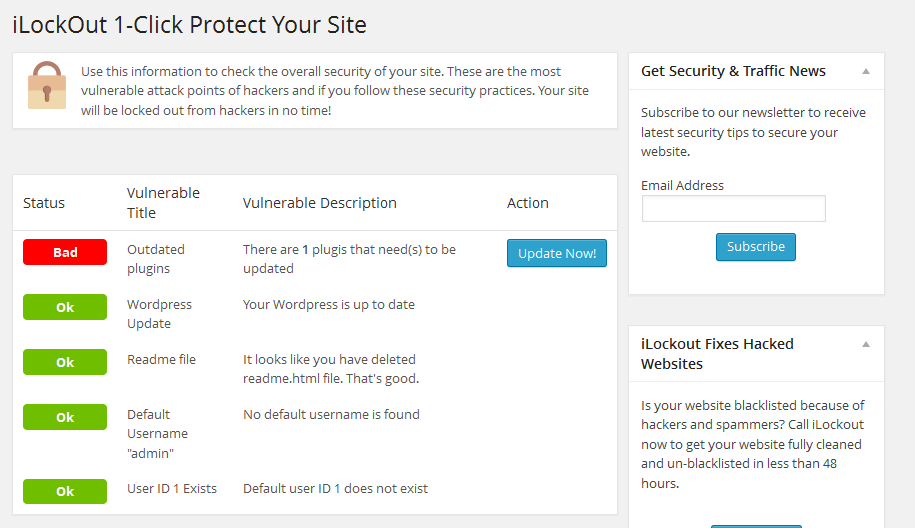 iLockOut 1-Click Protect Your Site
Use this information to check the overall security of your site. These are the most
vulnerable attack points of hackers and if you follow these security practices. Your site
will be locked out from hackers in no time!
Status
Vulnerable
Title
Vulnerable Description
Action
Bad
Outdated
plugins
There are 1 plugis that need(s) to be
updated
Update Now!
Ok
Wordpress
Update
Your Wordpress is up to date
Ok
Readme file
It looks like you have deleted
readme.html file. That's good.
Ok
Default
Username
"admin"
No default username is found
Ok
User ID 1 Exists
Default user ID 1 does not exist
Get Security & Traffic News
Subscribe to our newsletter to receive
latest security tips to secure your
website.
Email Address
Subscribe
iLockout Fixes Hacked
Websites
Is your website blacklisted because of
hackers and spammers? Call iLockout
now to get your website fully cleaned
and un-blacklisted in less than 48
hours.